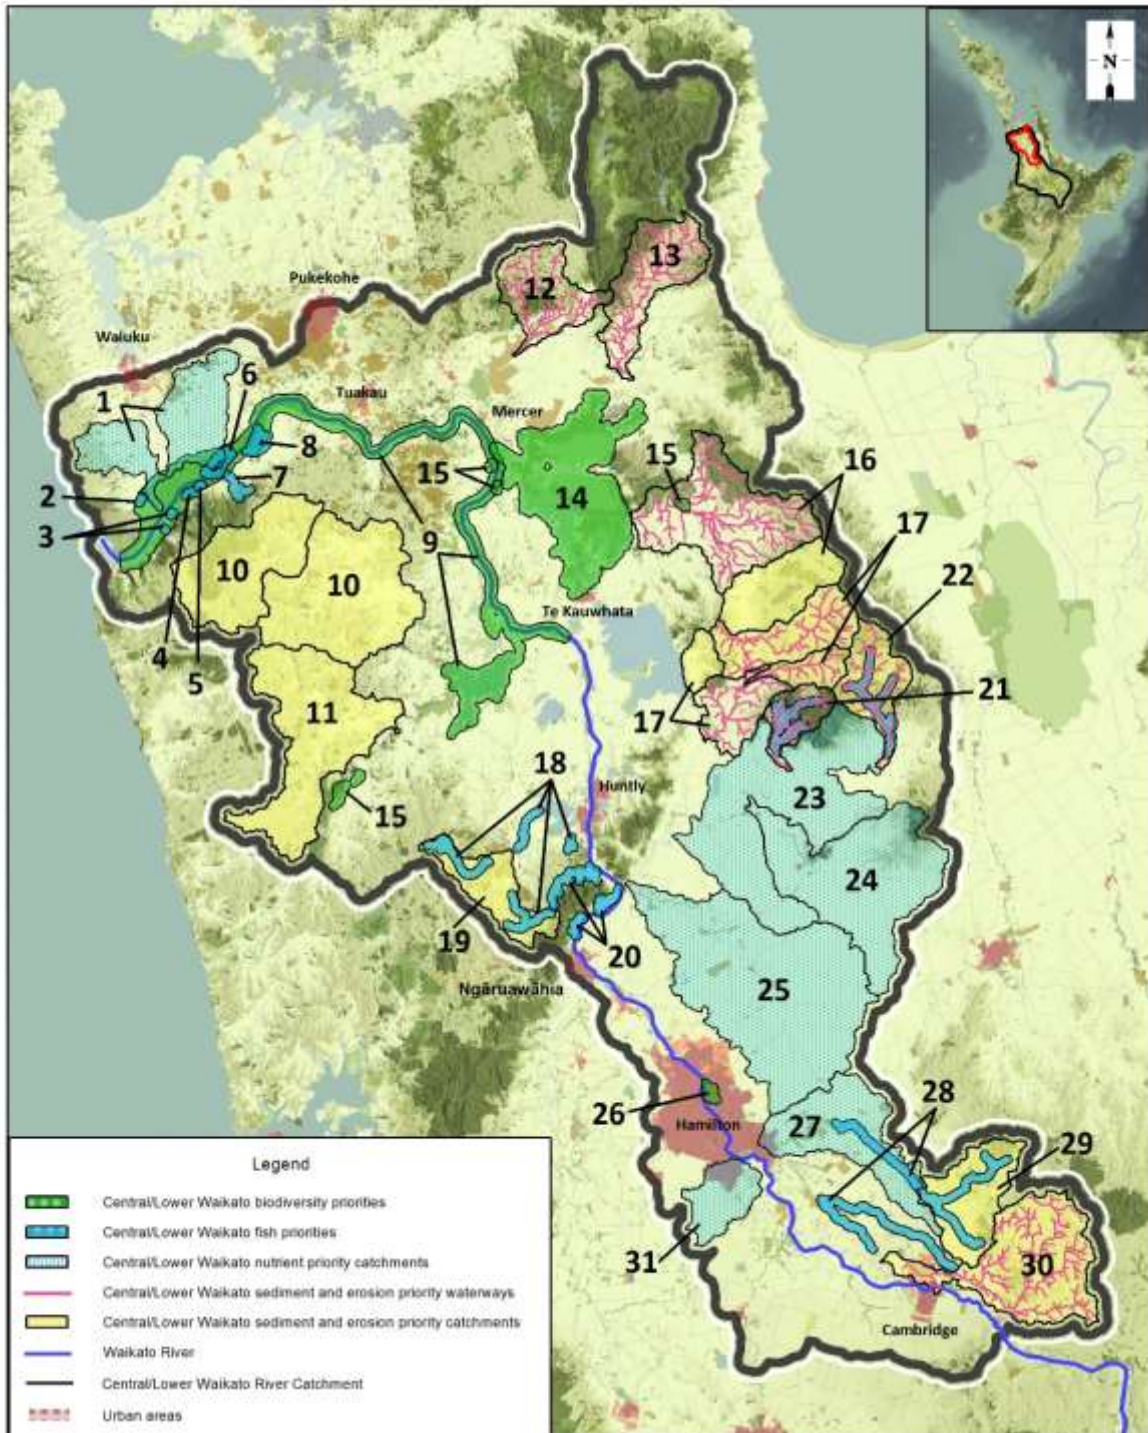 N
13
12
Pukekohe
Waiuku
6
1
Tuakau
Mercer
8
15
15
16
14
2
7
17
3
9
22
10
10
Te Kauwhata
4
5
21
11
17
18
Huntly
23
15
24
19
20
25
Ngāruawāhia
28
26
Hamilton
27
29
31
30
Cambridge
Legend
Central/Lower Waikato biodiversity priorities
Central/Lower Waikato fish priorities
Central/Lower Waikato nutrient priority catchments
Central/Lower Waikato sediment and erosion priority waterways
Central/Lower Waikato sediment and erosion priority catchments
Waikato River
Central/Lower Waikato River Catchment
Urban areas